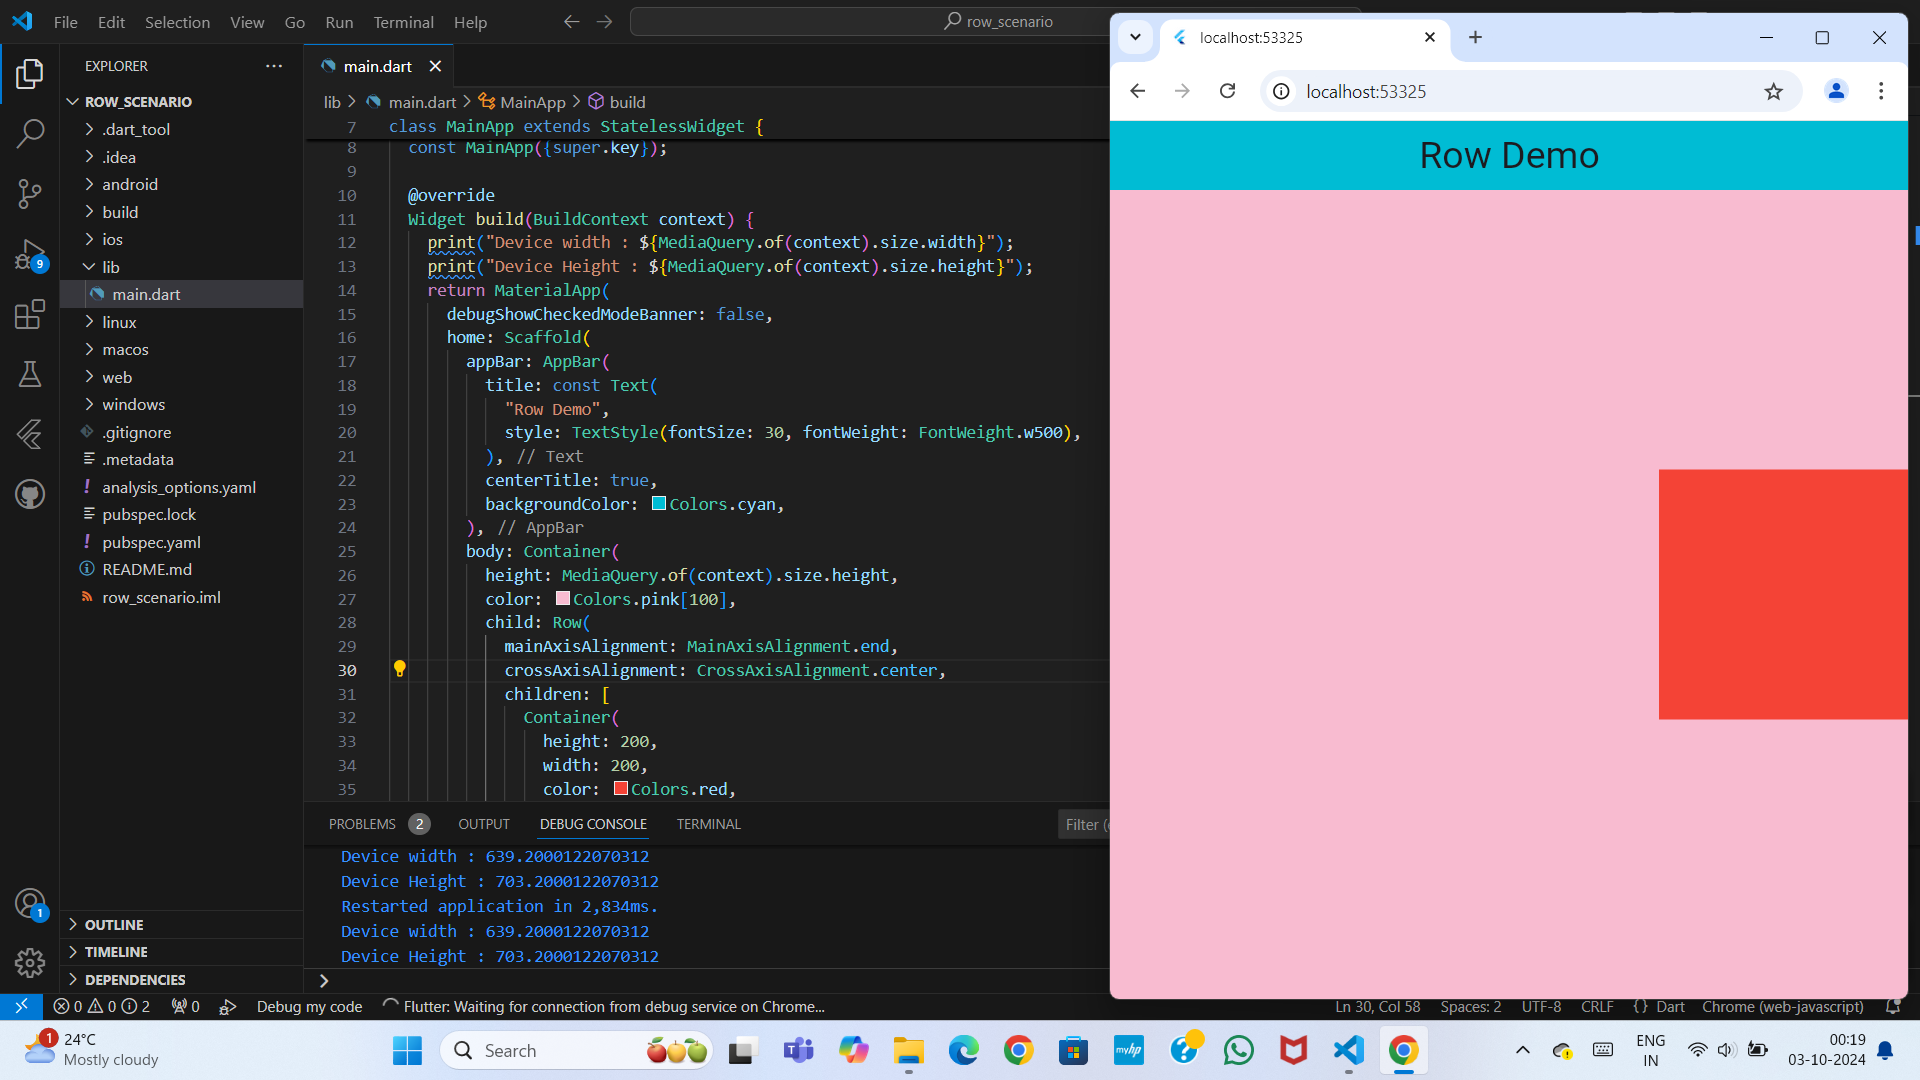 File Edit Selection View Go Run Terminal Help
row_scenario
EXPLORER
ROW_SCENARIO
.dart_tool
.idea
android
build
ios
lib
main.dart
linux
macos
web
windows
.gitignore
.metadata
analysis_options.yaml
pubspec.lock
pubspec.yaml
README.md
row_scenario.iml
OUTLINE
TIMELINE
DEPENDENCIES
9
1
main.dart
lib > main.dart > MainApp > build
7 class MainApp extends StatelessWidget {
8 const MainApp({super.key});
9
10 @override
11 Widget build(BuildContext context) {
12 print("Device width : ${MediaQuery.of(context).size.width}");
13 print("Device Height : ${MediaQuery.of(context).size.height}");
14 return MaterialApp(
15 debugShowCheckedModeBanner: false,
16 home: Scaffold(
17 appBar: AppBar(
18 title: const Text(
19 "Row Demo",
20 style: TextStyle(fontSize: 30, fontWeight: FontWeight.w500),
21 ), // Text
22 centerTitle: true,
23 backgroundColor: Colors.cyan,
24 ), // AppBar
25 body: Container(
26 height: MediaQuery.of(context).size.height,
27 color: Colors.pink[100],
28 child: Row(
29 mainAxisAlignment: MainAxisAlignment.end,
30 crossAxisAlignment: CrossAxisAlignment.center,
31 children: [
32 Container(
33 height: 200,
34 width: 200,
35 color: Colors.red,
PROBLEMS 2 OUTPUT DEBUG CONSOLE TERMINAL Filter (
Device width : 639.2000122070312
Device Height : 703.2000122070312
Restarted application in 2,834ms.
Device width : 639.2000122070312
Device Height : 703.2000122070312
>
localhost:53325
localhost:53325
Row Demo
0 0 2 0 Debug my code Flutter: Waiting for connection from debug service on Chrome... Ln 30, Col 58 Spaces: 2 UTF-8 CRLF {} Dart Chrome (web-javascript)
1 24°C
Mostly cloudy
Search
myhp
ENG
IN
00:19
03-10-2024